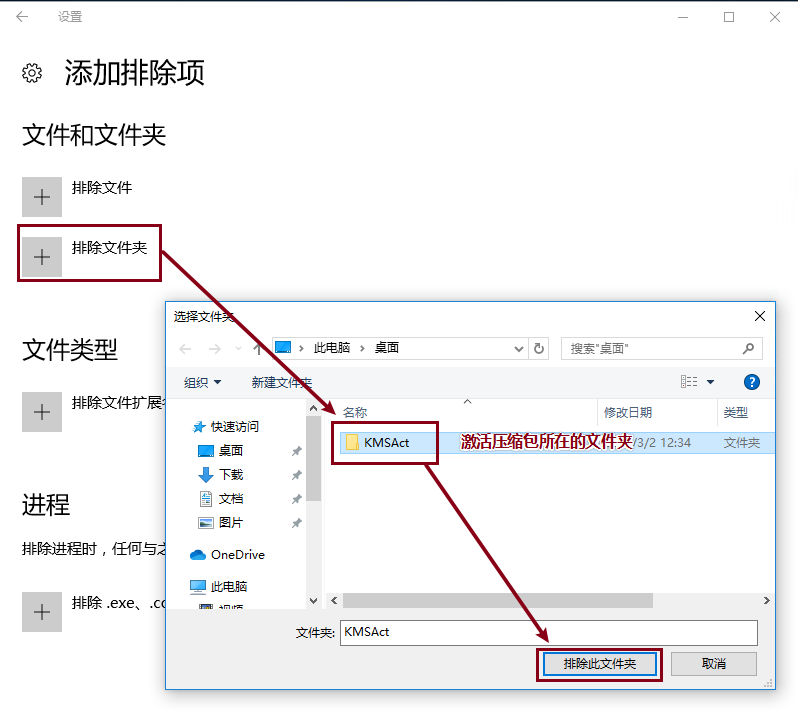 设置
添加排除项
文件和文件夹
排除文件
排除文件夹
文件类型
排除文件扩展
进程
排除进程时，任何与之
排除 .exe、.co
选择文件夹
此电脑 桌面
搜索"桌面"
组织 新建文件夹
?
名称 修改日期 类型
快速访问
桌面
下载
文档
图片
OneDrive
此电脑
视频
KMSAct 激活压缩包所在的文件夹 /3/2 12:34 文件夹
文件夹: KMSAct
排除此文件夹 取消